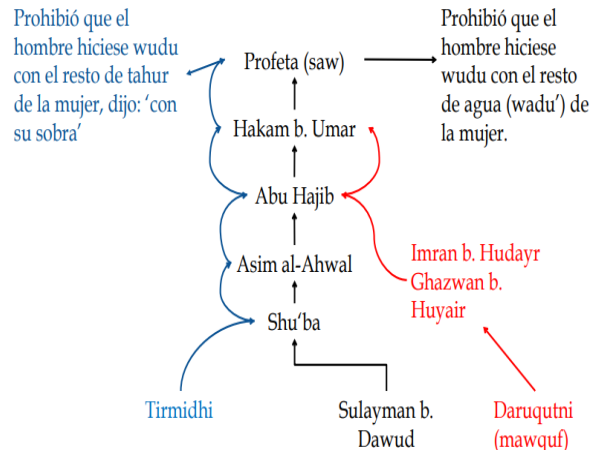 Prohibió que el
hombre hiciese wudu
con el resto de tahur
de la mujer, dijo: ‘con
su sobra’
Profeta (saw)
Prohibió que el
hombre hiciese
wudu con el resto
de agua (wadu’) de
la mujer.
Hakam b. Umar
Abu Hajib
Asim al-Ahwal
Imran b. Hudayr
Ghazwan b.
Huyair
Shu‘ba
Tirmidhi
Sulayman b.
Dawud
Daruqutni
(mawquf)